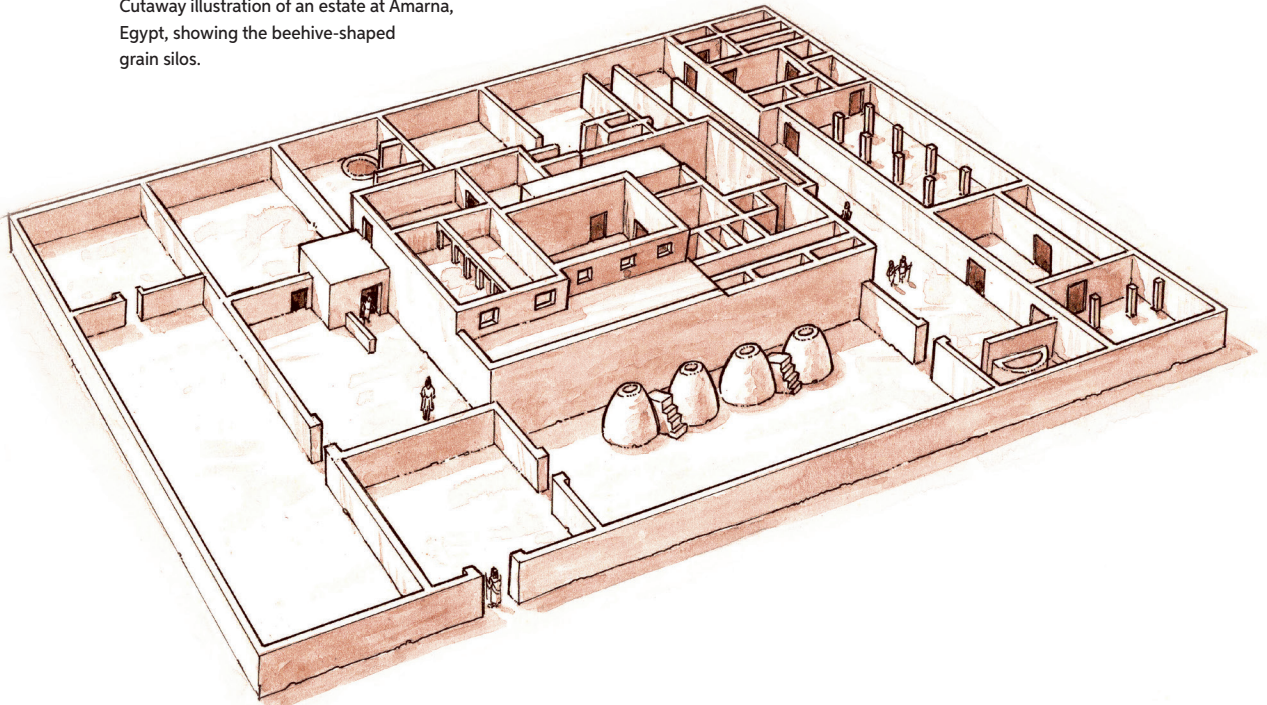 Cutaway illustration of an estate at Amarna,
Egypt, showing the beehive-shaped
grain silos.